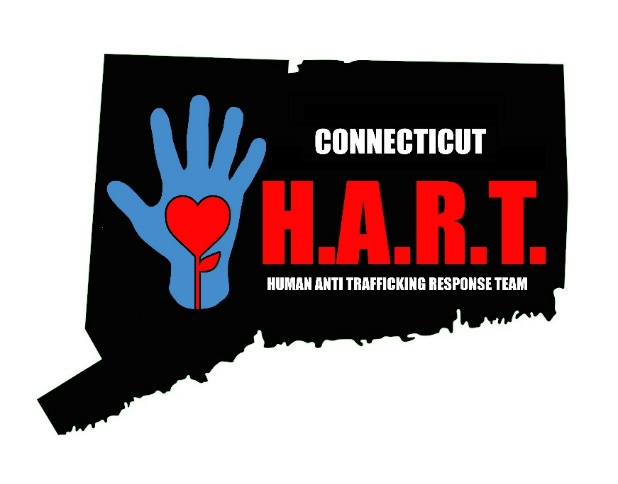 CONNECTICUT
H.A.R.T.
HUMAN ANTI TRAFFICKING RESPONSE TEAM